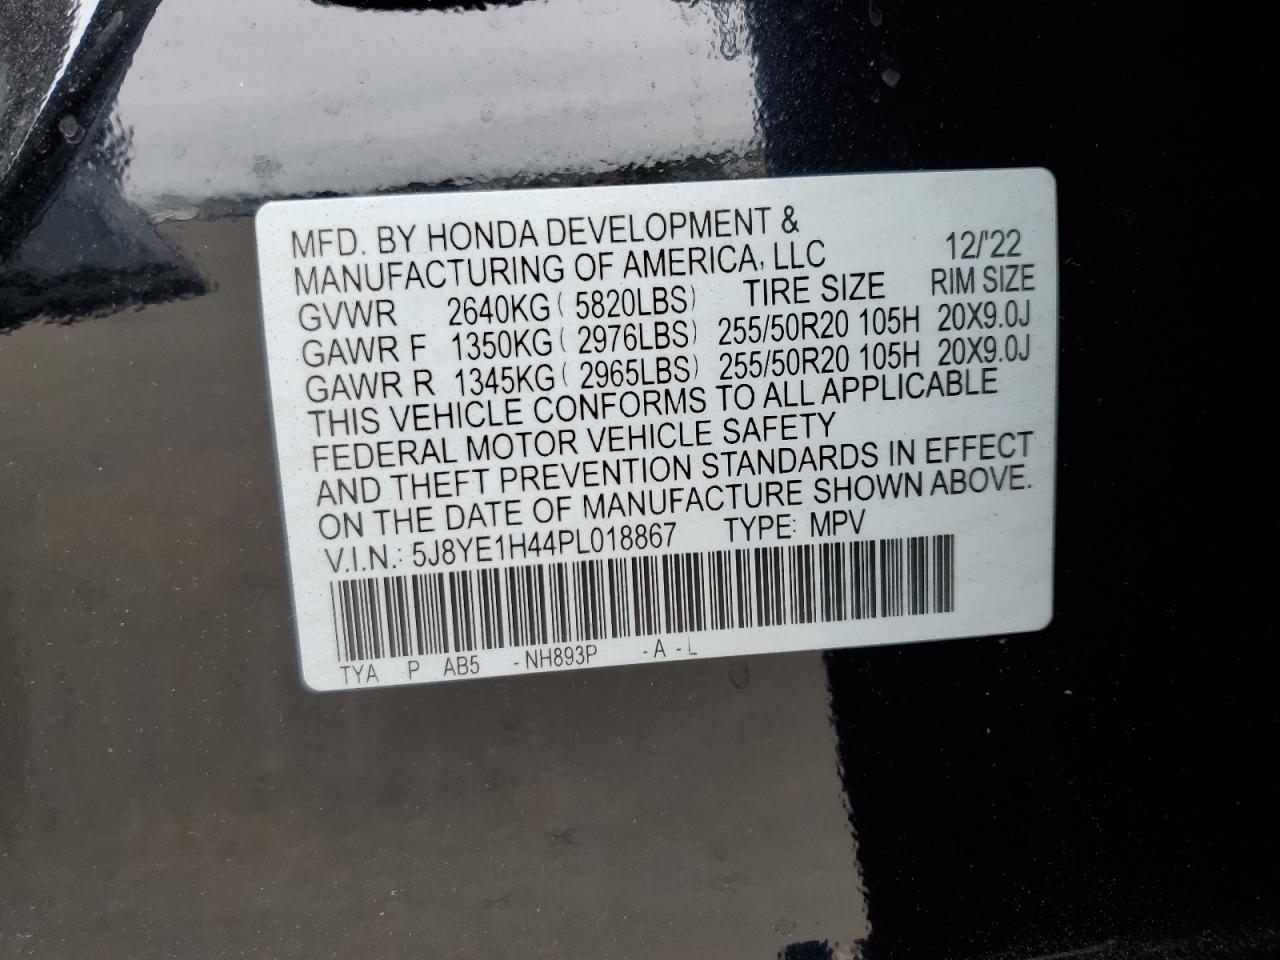 MFD. BY HONDA DEVELOPMENT &
MANUFACTURING OF AMERICA, LLC 12/'22
GVWR 2640KG ( 5820LBS) TIRE SIZE RIM SIZE
GAWR F 1350KG ( 2976LBS) 255/50R20 105H 20X9.0J
GAWR R 1345KG ( 2965LBS) 255/50R20 105H 20X9.0J
THIS VEHICLE CONFORMS TO ALL APPLICABLE
FEDERAL MOTOR VEHICLE SAFETY
AND THEFT PREVENTION STANDARDS IN EFFECT
ON THE DATE OF MANUFACTURE SHOWN ABOVE.
V.I.N.: 5J8YE1H44PL018867 TYPE: MPV
TYA P AB5 -NH893P -A-L